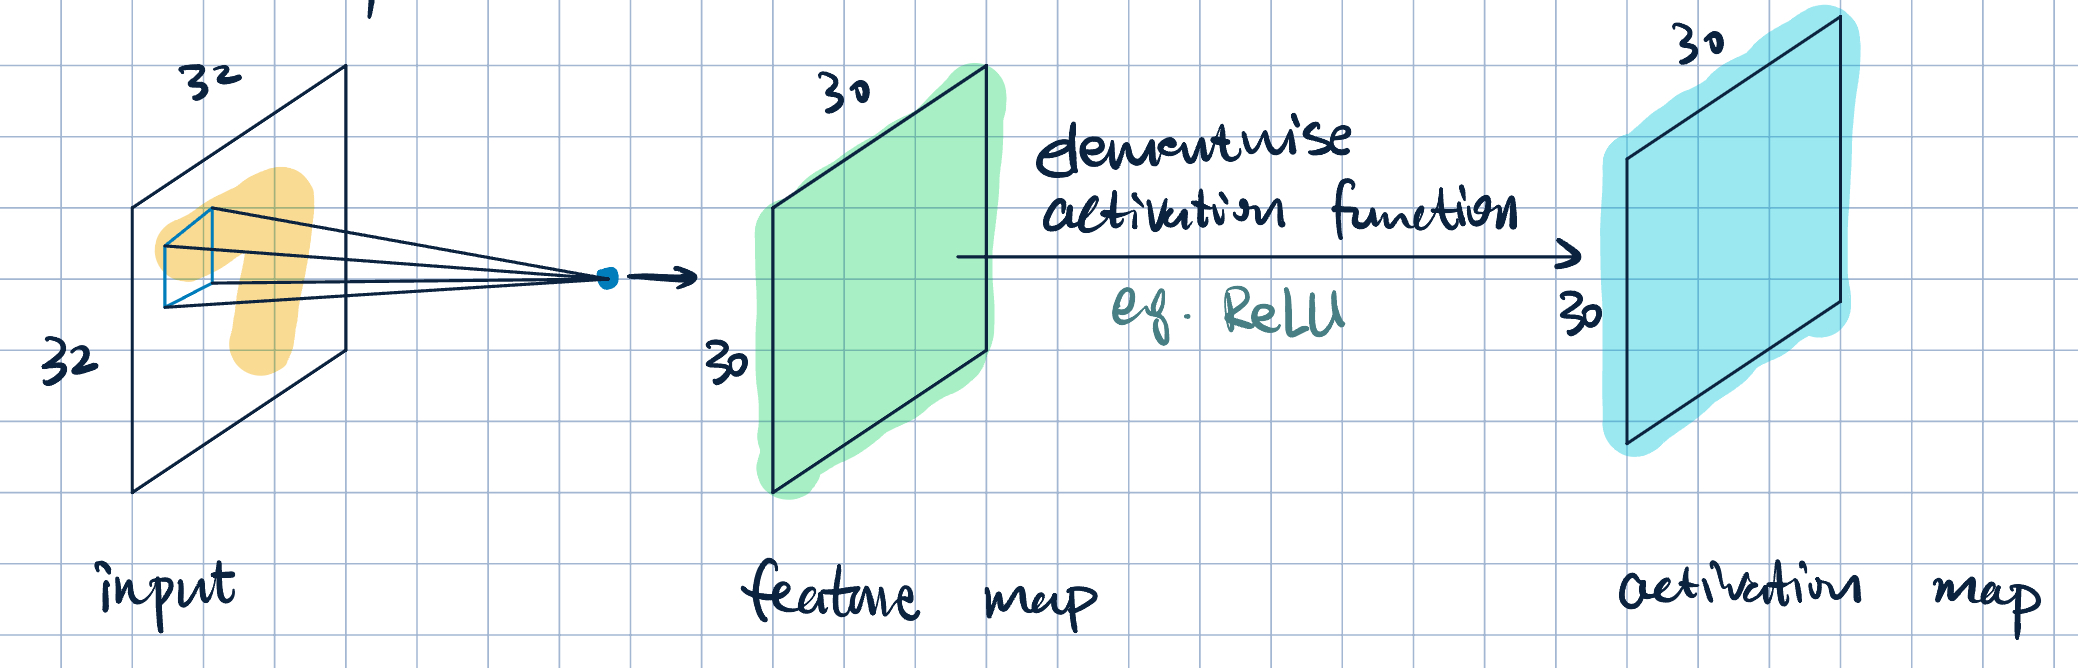 32
32
30
30
elementwise
activation function
eg. ReLU
30
30
input
feature map
activation map